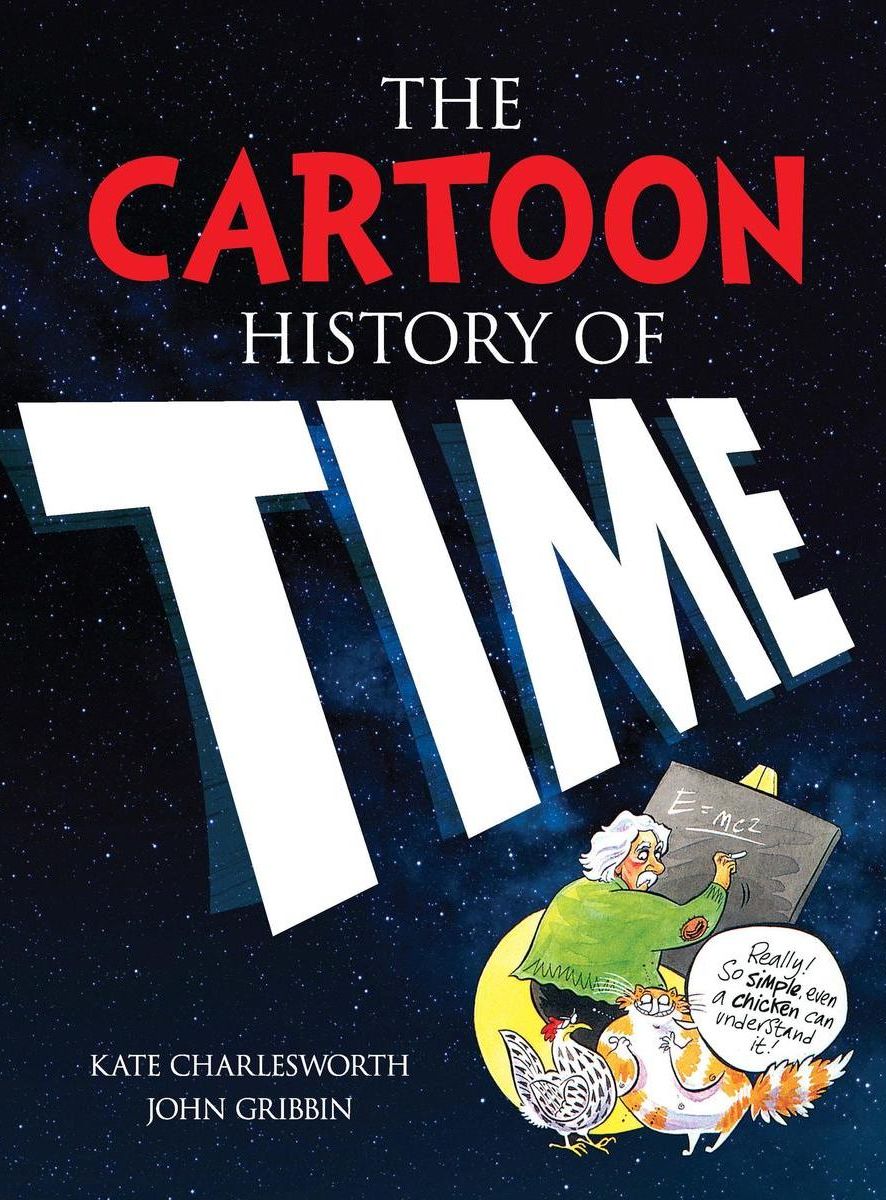 THE
CARTOON
HISTORY OF
TIME
E=mc2
Really!
So simple, even
a chicken can
understand
it!
KATE CHARLESWORTH
JOHN GRIBBIN